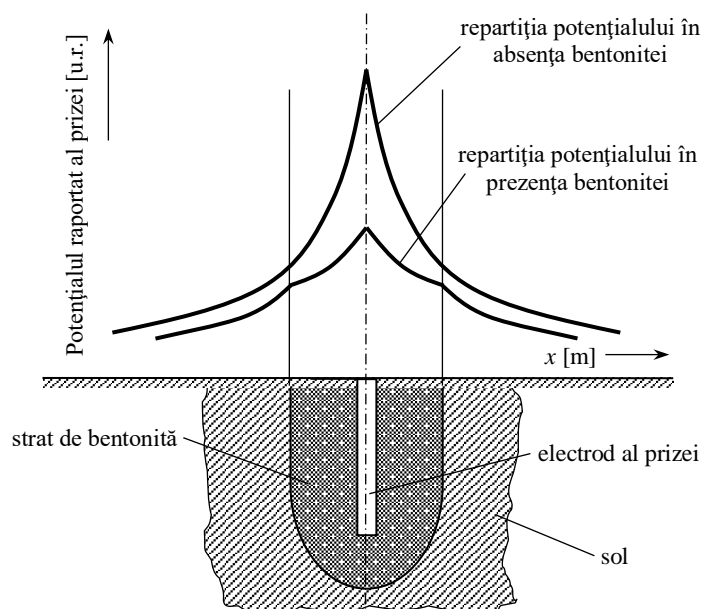 repartiţia potenţialului în
absenţa bentonitei
repartiţia potenţialului în
prezenţa bentonitei
Potenţialul raportat al prizei [u.r.]
x [m]
strat de bentonită
electrod al prizei
sol